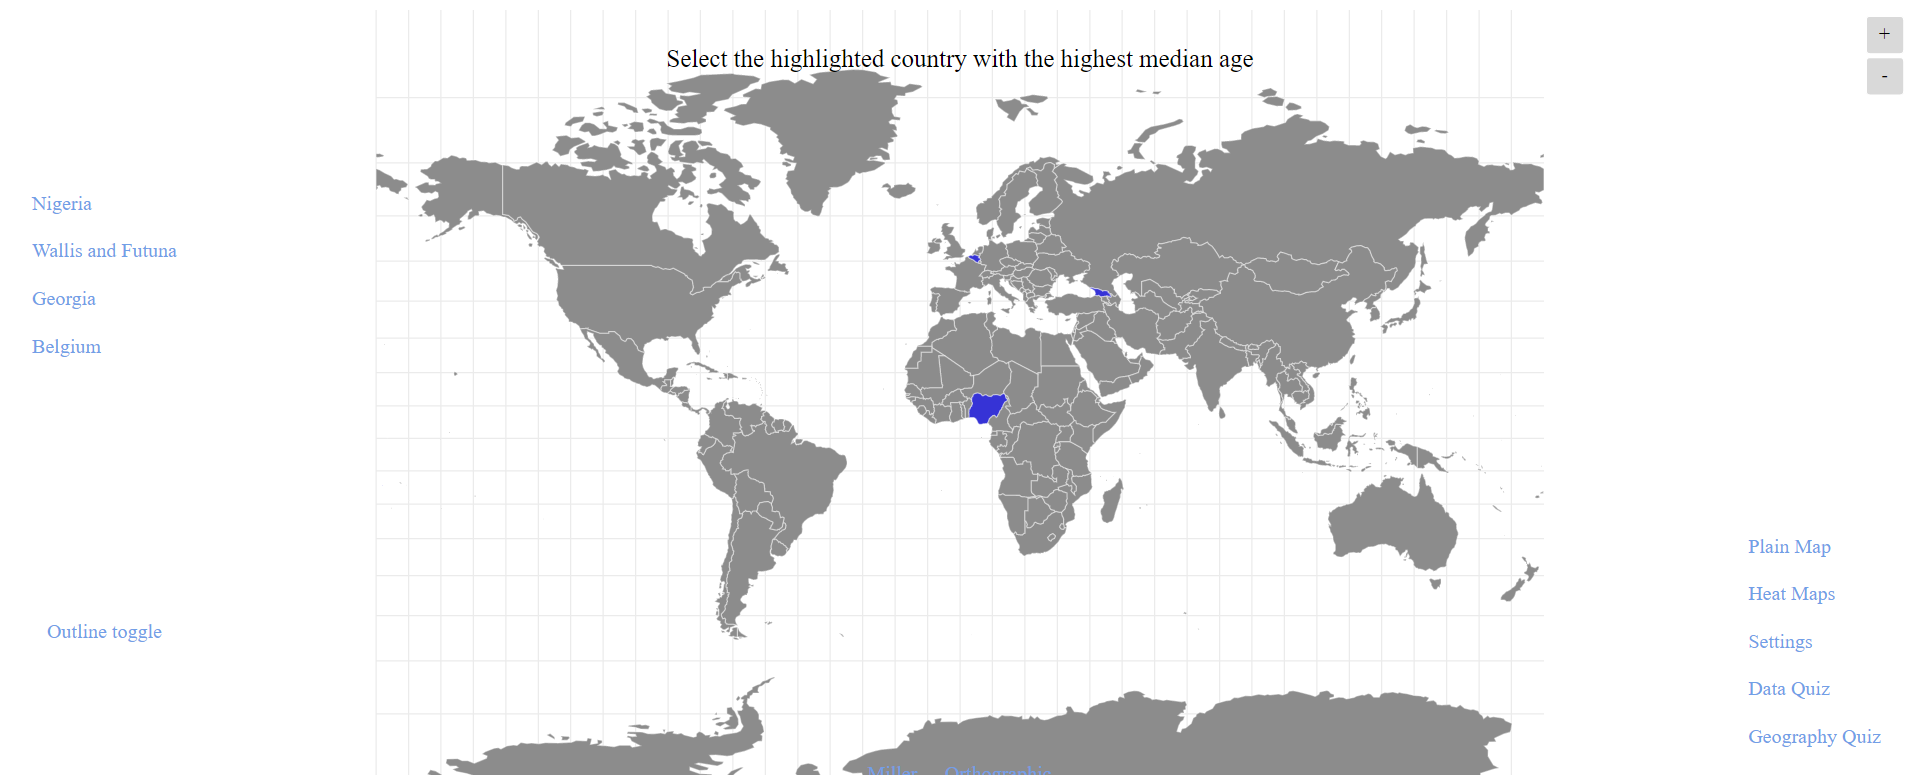 Select the highlighted country with the highest median age
+
-
Nigeria
Wallis and Futuna
Georgia
Belgium
Outline toggle
Plain Map
Heat Maps
Settings
Data Quiz
Geography Quiz
Miller Orthographic